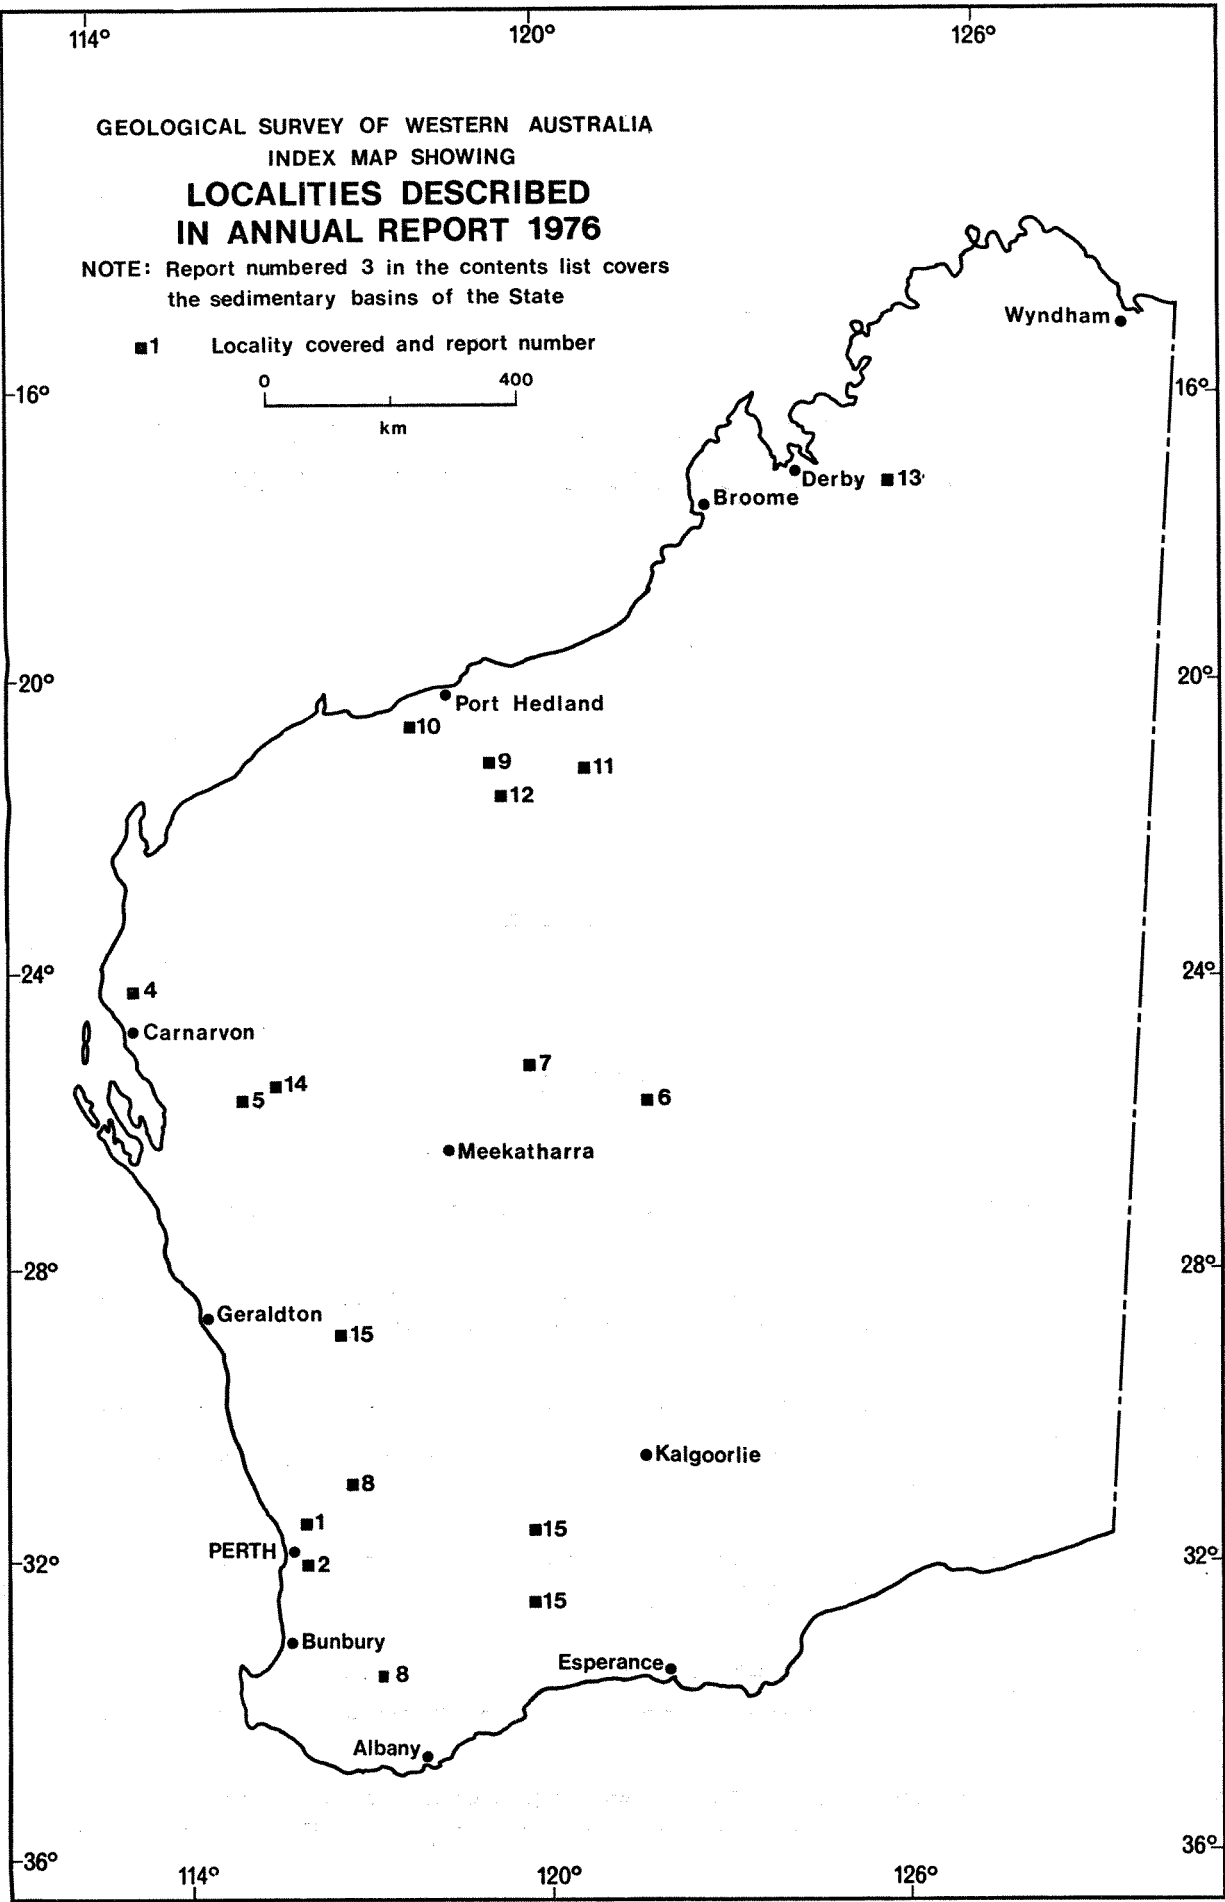 114° 120° 126°
GEOLOGICAL SURVEY OF WESTERN AUSTRALIA
INDEX MAP SHOWING
LOCALITIES DESCRIBED
IN ANNUAL REPORT 1976
NOTE: Report numbered 3 in the contents list covers
the sedimentary basins of the State
1 Locality covered and report number
0 400
km
Wyndham
16° 16°
Derby 13
Broome
20° 20°
Port Hedland
10
9 11
12
24° 24°
4
Carnarvon
7
14
5 6
Meekatharra
28° 28°
Geraldton
15
Kalgoorlie
8
1 15
PERTH
2
32° 32°
15
Bunbury
Esperance
8
Albany
36° 36°
114° 120° 126°